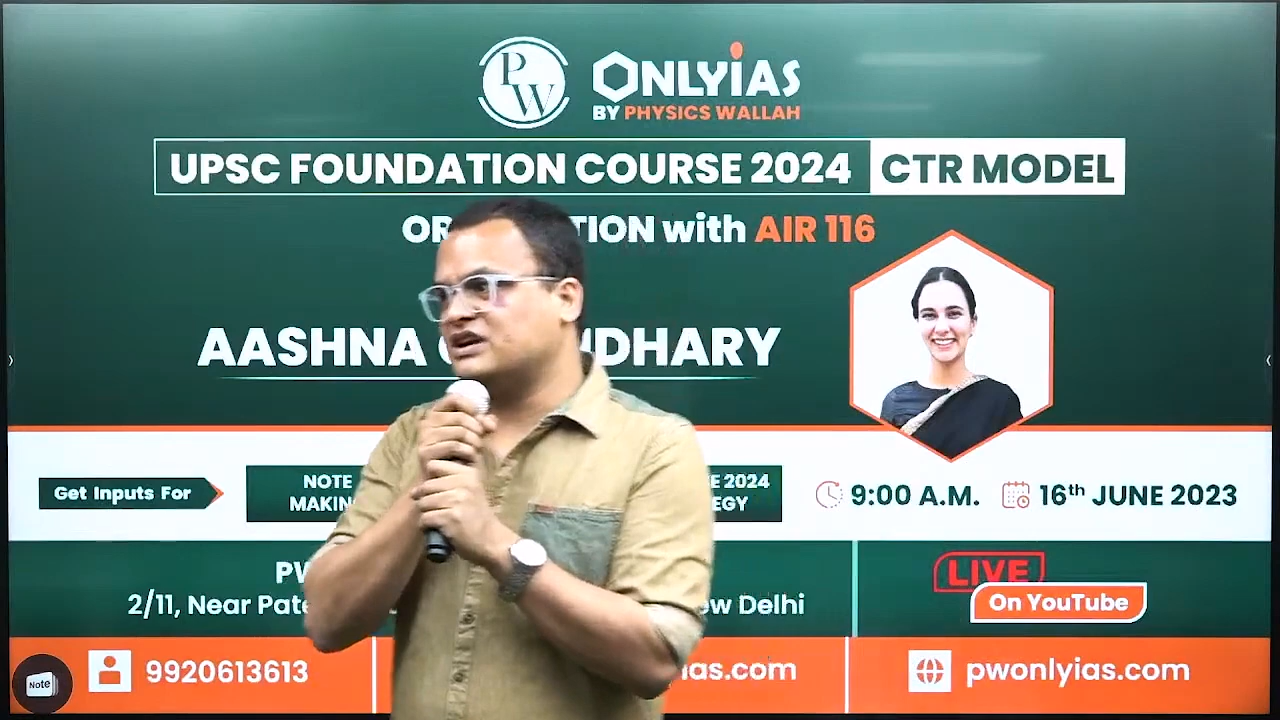 PW
ONLYIAS
BY PHYSICS WALLAH
UPSC FOUNDATION COURSE 2024 CTR MODEL
OR TION with AIR 116
AASHNA DHARY
Get Inputs For
NOTE
MAKIN
2024
EGY
9:00 A.M.
16th JUNE 2023
PW
2/11, Near Pate ew Delhi
LIVE
On YouTube
9920613613
ias.com
pwonlyias.com
Note